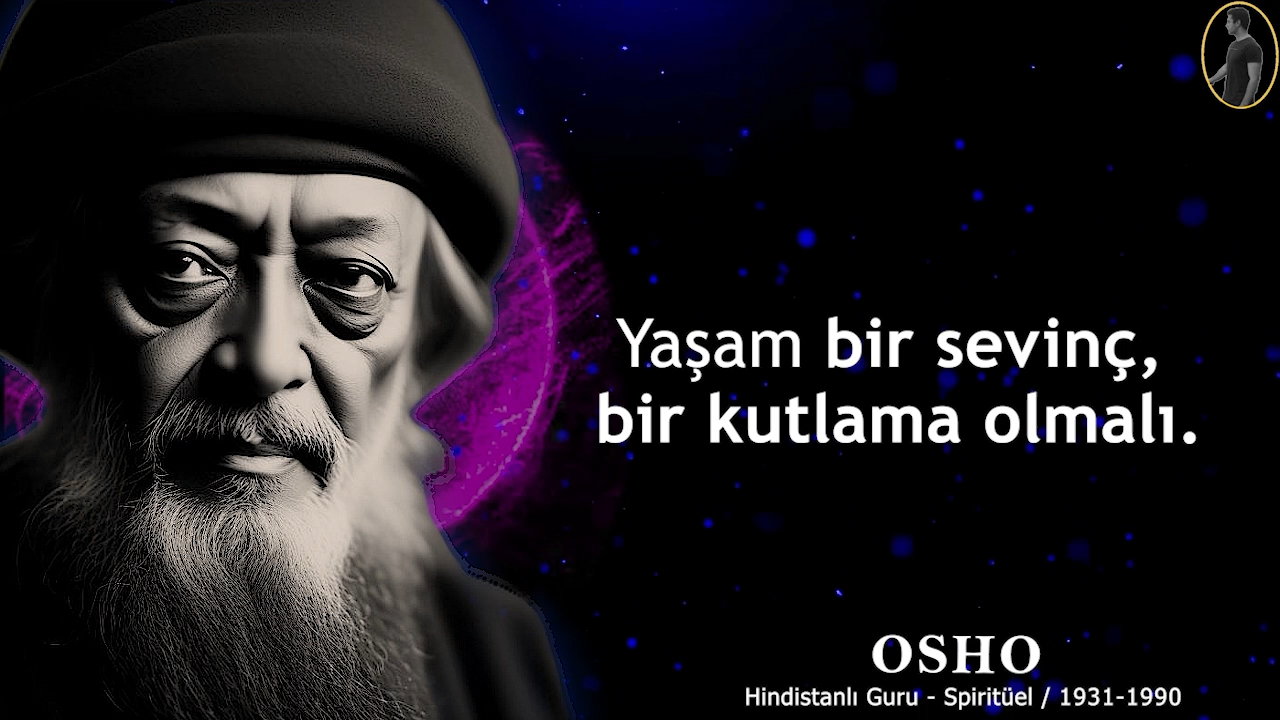 Yaşam bir sevinç,
bir kutlama olmalı.
OSHO
Hindistanlı Guru - Spiritüel / 1931-1990